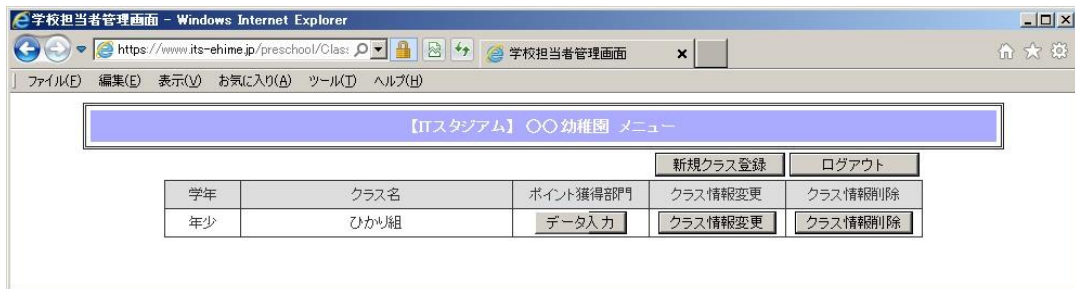 学校担当者管理画面 - Windows Internet Explorer
https://www.its-ehime.jp/preschool/Clas: 学校担当者管理画面
ファイル(F) 編集(E) 表示(V) お気に入り(A) ツール(T) ヘルプ(H)
【ITスタジアム】 〇〇幼稚園 メニュー
新規クラス登録 ログアウト
学年 クラス名 ポイント獲得部門 クラス情報変更 クラス情報削除
年少 ひかり組 データ入力 クラス情報変更 クラス情報削除